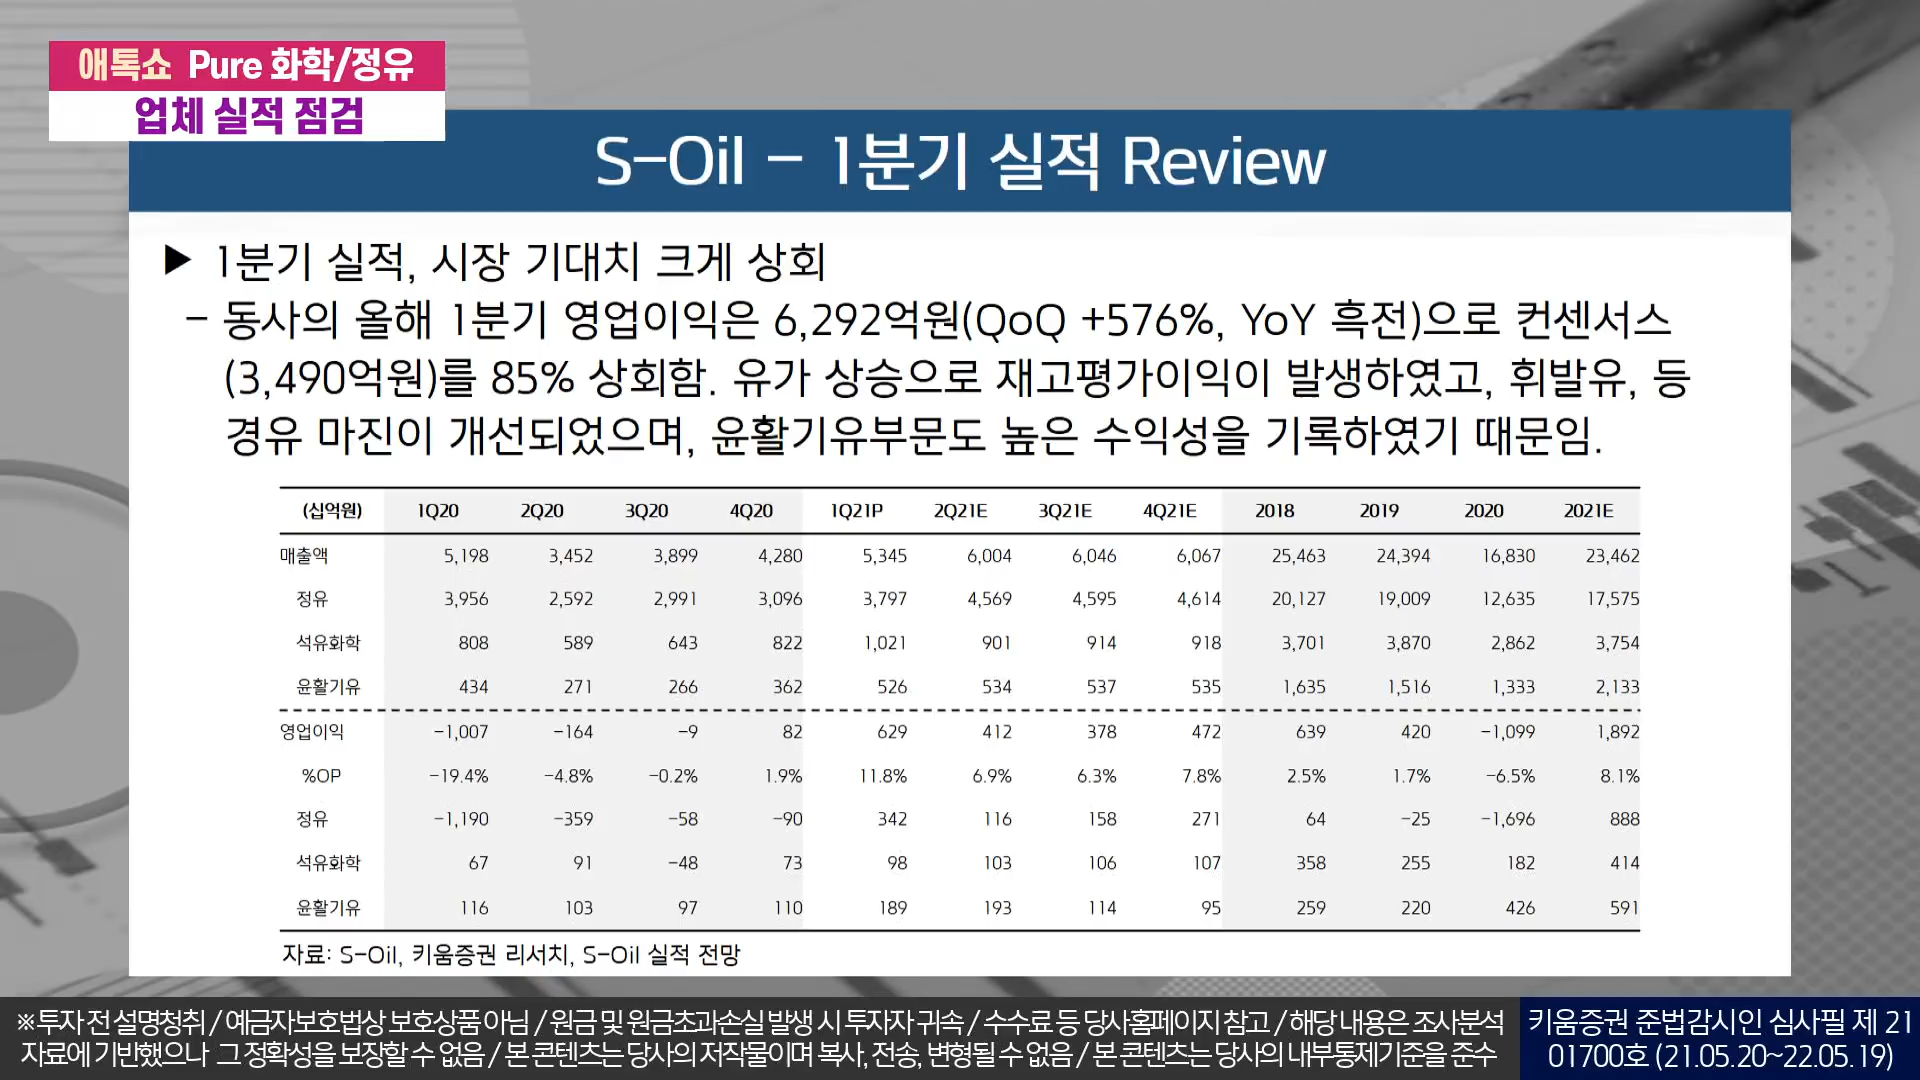 애톡쇼 Pure 화학/정유
업체 실적 점검
S-Oil - 1분기 실적 Review
▶ 1분기 실적, 시장 기대치 크게 상회
- 동사의 올해 1분기 영업이익은 6,292억원(QoQ +576%, YoY 흑전)으로 컨센서스
(3,490억원)를 85% 상회함. 유가 상승으로 재고평가이익이 발생하였고, 휘발유, 등
경유 마진이 개선되었으며, 윤활기유부문도 높은 수익성을 기록하였기 때문임.
(십억원) 1Q20 2Q20 3Q20 4Q20 1Q21P 2Q21E 3Q21E 4Q21E 2018 2019 2020 2021E
매출액 5,198 3,452 3,899 4,280 5,345 6,004 6,046 6,067 25,463 24,394 16,830 23,462
정유 3,956 2,592 2,991 3,096 3,797 4,569 4,595 4,614 20,127 19,009 12,635 17,575
석유화학 808 589 643 822 1,021 901 914 918 3,701 3,870 2,862 3,754
윤활기유 434 271 266 362 526 534 537 535 1,635 1,516 1,333 2,133
영업이익 -1,007 -164 -9 82 629 412 378 472 639 420 -1,099 1,892
%OP -19.4% -4.8% -0.2% 1.9% 11.8% 6.9% 6.3% 7.8% 2.5% 1.7% -6.5% 8.1%
정유 -1,190 -359 -58 -90 342 116 158 271 64 -25 -1,696 888
석유화학 67 91 -48 73 98 103 106 107 358 255 182 414
윤활기유 116 103 97 110 189 193 114 95 259 220 426 591
자료: S-Oil, 키움증권 리서치, S-Oil 실적 전망
※투자 전 설명청취 / 예금자보호법상 보호상품 아님 / 원금 및 원금초과손실 발생 시 투자자 귀속 / 수수료 등 당사홈페이지 참고 / 해당 내용은 조사분석
자료에 기반했으나 그 정확성을 보장할 수 없음 / 본 콘텐츠는 당사의 저작물이며 복사, 전송, 변형될 수 없음 / 본 콘텐츠는 당사의 내부통제기준을 준수
키움증권 준법감시인 심사필 제 21
01700호 (21.05.20~22.05.19)